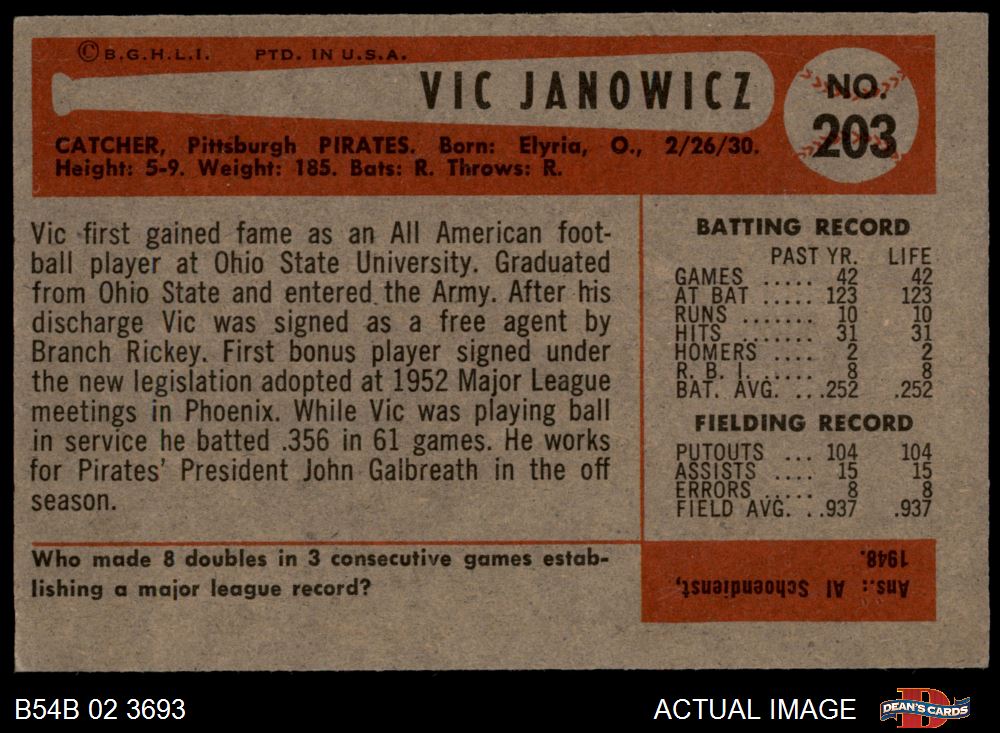 © B.G.H.L.I. PTD. IN U.S.A.
VIC JANOWICZ
NO.
203
CATCHER, Pittsburgh PIRATES. Born: Elyria, O., 2/26/30.
Height: 5-9. Weight: 185. Bats: R. Throws: R.
Vic first gained fame as an All American foot-
ball player at Ohio State University. Graduated
from Ohio State and entered the Army. After his
discharge Vic was signed as a free agent by
Branch Rickey. First bonus player signed under
the new legislation adopted at 1952 Major League
meetings in Phoenix. While Vic was playing ball
in service he batted .356 in 61 games. He works
for Pirates' President John Galbreath in the off
season.
BATTING RECORD
PAST YR. LIFE
GAMES ..... 42 42
AT BAT ..... 123 123
RUNS ....... 10 10
HITS ....... 31 31
HOMERS .... 2 2
R. B. I. ..... 8 8
BAT. AVG. ...252 .252
FIELDING RECORD
PUTOUTS ... 104 104
ASSISTS .... 15 15
ERRORS ..... 8 8
FIELD AVG. ..937 .937
Who made 8 doubles in 3 consecutive games estab-
lishing a major league record?
Ans.: Al Schoendienst,
1948.
B54B 02 3693
ACTUAL IMAGE
D
DEAN'S CARDS